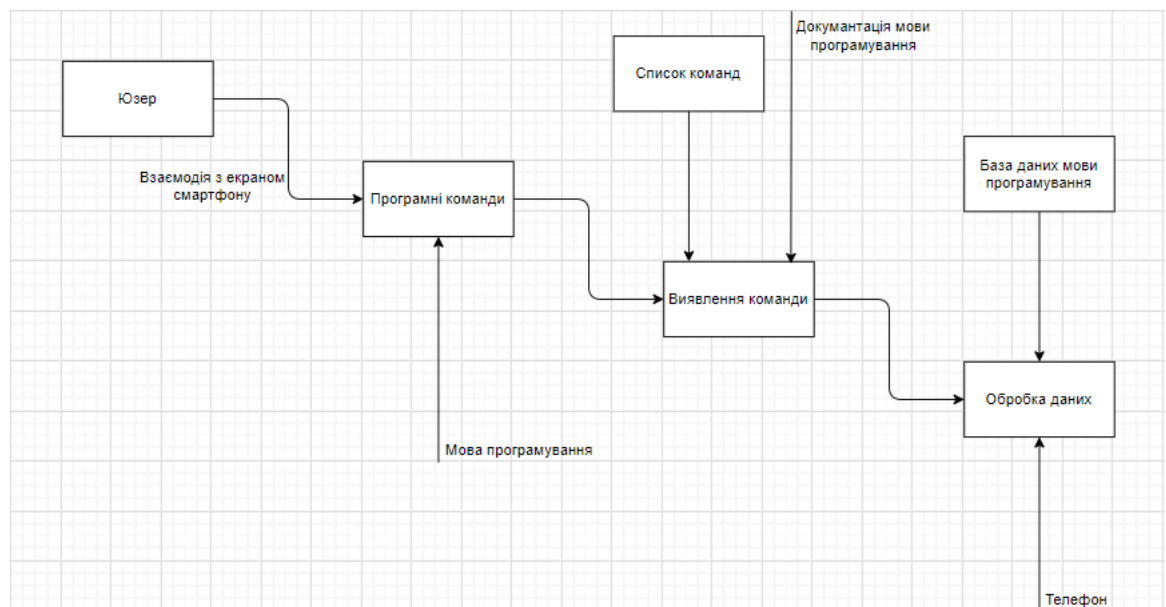 Документація мови
програмування
Список команд
Юзер
База даних мови
програмування
Взаємодія з екраном
смартфону
Програмні команди
Виявлення команди
Обробка даних
Мова програмування
Телефон